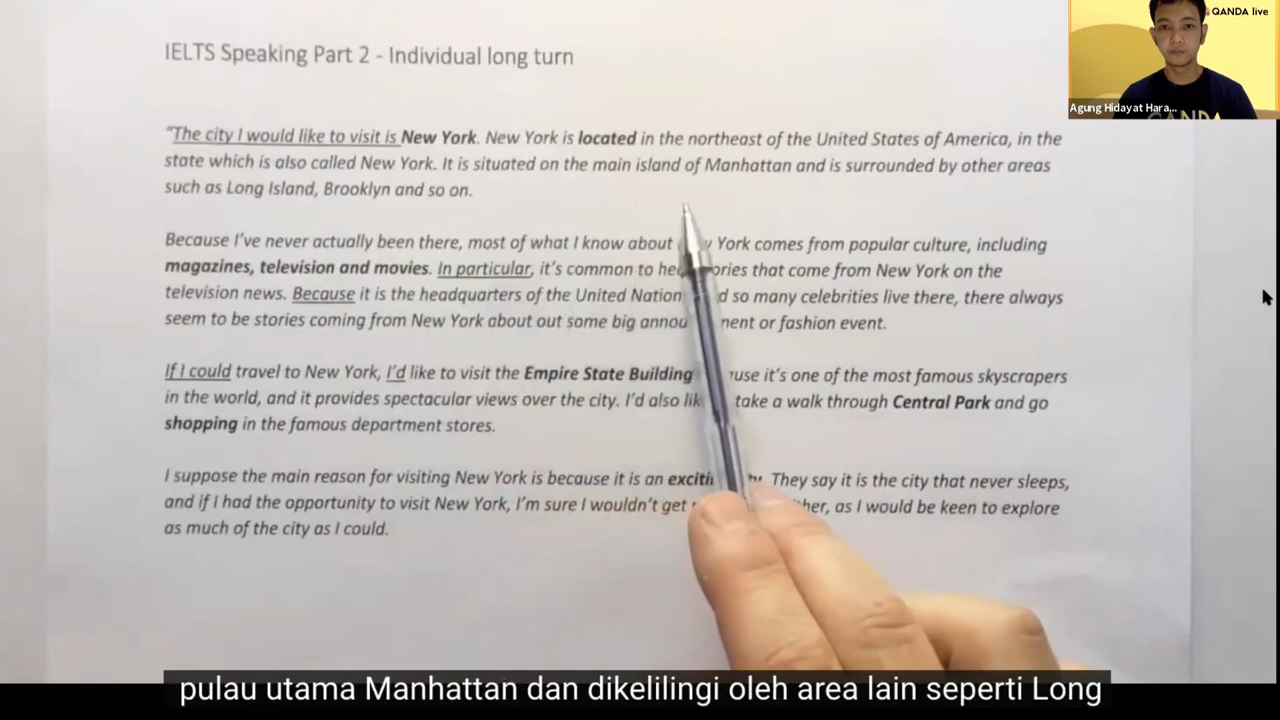 QANDA live
Agung Hidayat Hara...
IELTS Speaking Part 2 - Individual long turn
"The city I would like to visit is New York. New York is located in the northeast of the United States of America, in the
state which is also called New York. It is situated on the main island of Manhattan and is surrounded by other areas
such as Long Island, Brooklyn and so on.
Because I've never actually been there, most of what I know about York comes from popular culture, including
magazines, television and movies. In particular, it's common to that come from New York on the
television news. Because it is the headquarters of the United so many celebrities live there, there always
seem to be stories coming from New York about out some big or fashion event.
If I could travel to New York, I'd like to visit the Empire State Building it's one of the most famous skyscrapers
in the world, and it provides spectacular views over the city. I'd also take a walk through Central Park and go
shopping in the famous department stores.
I suppose the main reason for visiting New York is because it is an They say it is the city that never sleeps,
and if I had the opportunity to visit New York, I'm sure I wouldn't get as I would be keen to explore
as much of the city as I could.
pulau utama Manhattan dan dikelilingi oleh area lain seperti Long